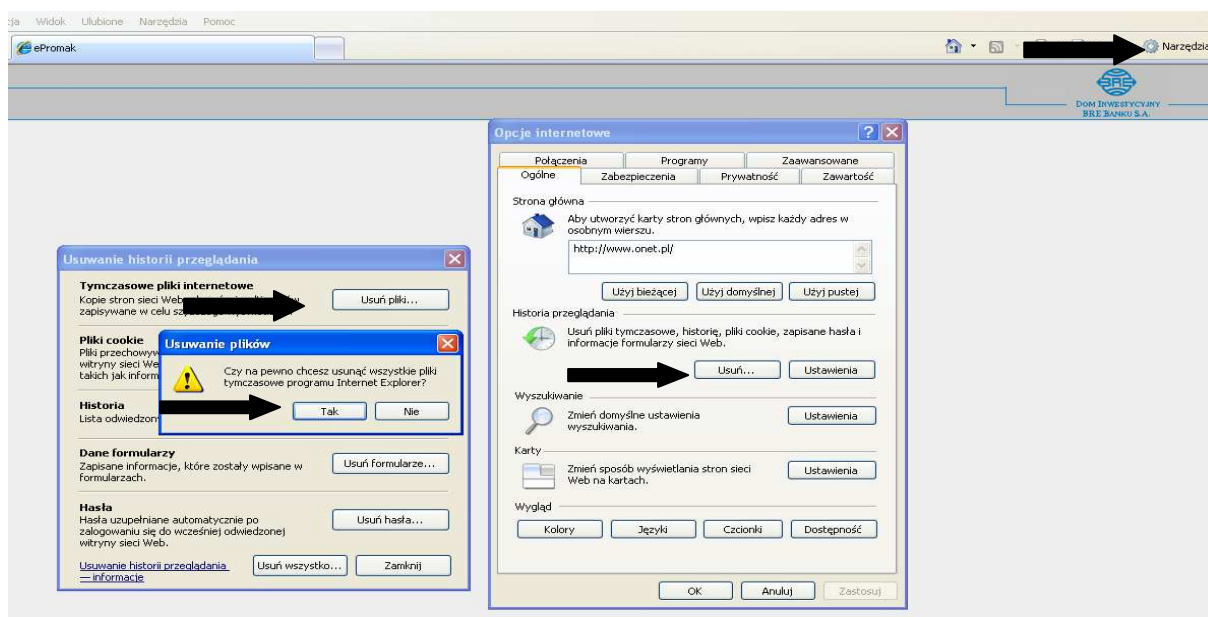 cja Widok Ulubione Narzędzia Pomoc
ePromak
Narzędzia
BRE
DOM INWESTYCYJNY
BRE BANKU S.A.
Opcje internetowe
Połączenia Programy Zaawansowane
Ogólne Zabezpieczenia Prywatność Zawartość
Strona główna
Aby utworzyć karty stron głównych, wpisz każdy adres w
osobnym wierszu.
http://www.onet.pl/
Użyj bieżącej Użyj domyślnej Użyj pustej
Historia przeglądania
Usuń pliki tymczasowe, historię, pliki cookie, zapisane hasła i
informacje formularzy sieci Web.
Usuń... Ustawienia
Wyszukiwanie
Zmień domyślne ustawienia
wyszukiwania.
Ustawienia
Karty
Zmień sposób wyświetlania stron sieci
Web na kartach.
Ustawienia
Wygląd
Kolory Języki Czcionki Dostępność
OK Anuluj Zastosuj
Usuwanie historii przeglądania
Tymczasowe pliki internetowe
Kopie stron sieci Web
zapisywane w celu
Usuń pliki...
Pliki cookie
Pliki przechowyw
witryny sieci We
takich jak inform
Usuwanie plików
Czy na pewno chcesz usunąć wszystkie pliki
tymczasowe programu Internet Explorer?
Tak Nie
Historia
Lista odwiedzon
Dane formularzy
Zapisane informacje, które zostały wpisane w
formularzach.
Usuń formularze...
Hasła
Hasła uzupełniane automatycznie po
zalogowaniu się do wcześniej odwiedzonej
witryny sieci Web.
Usuń hasła...
Usuwanie historii przeglądania
— informacje
Usuń wszystko... Zamknij